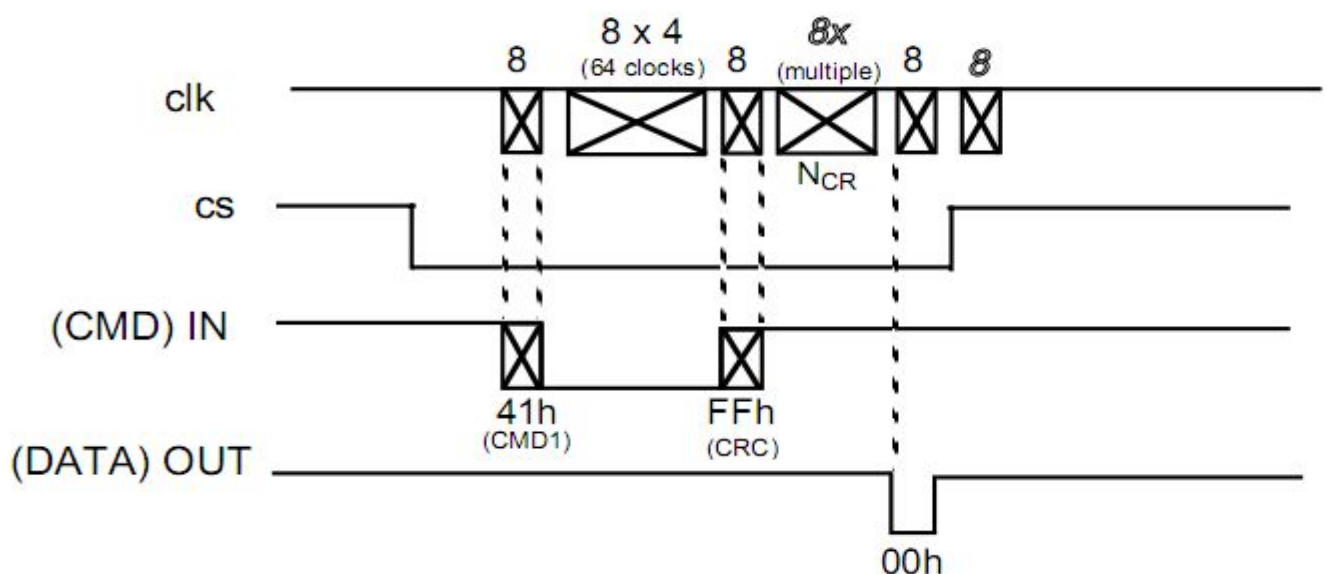 8 8 x 4 8 8x 8 8
(64 clocks) (multiple)
clk
NCR
cs
(CMD) IN
41h FFh
(CMD1) (CRC)
(DATA) OUT
00h